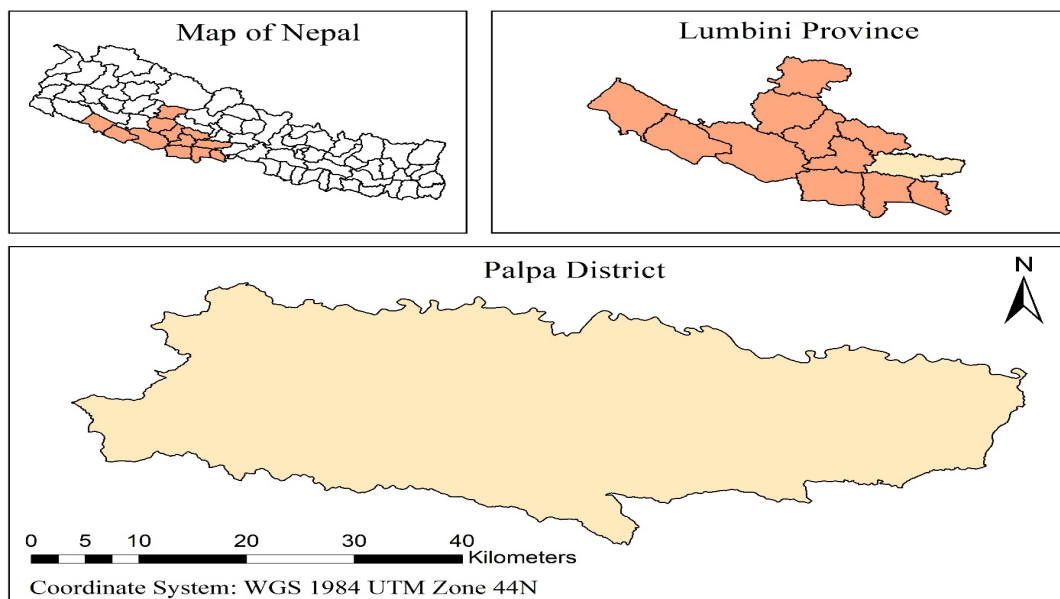 Map of Nepal
Lumbini Province
Palpa District
N
0 5 10 20 30 40
Kilometers
Coordinate System: WGS 1984 UTM Zone 44N